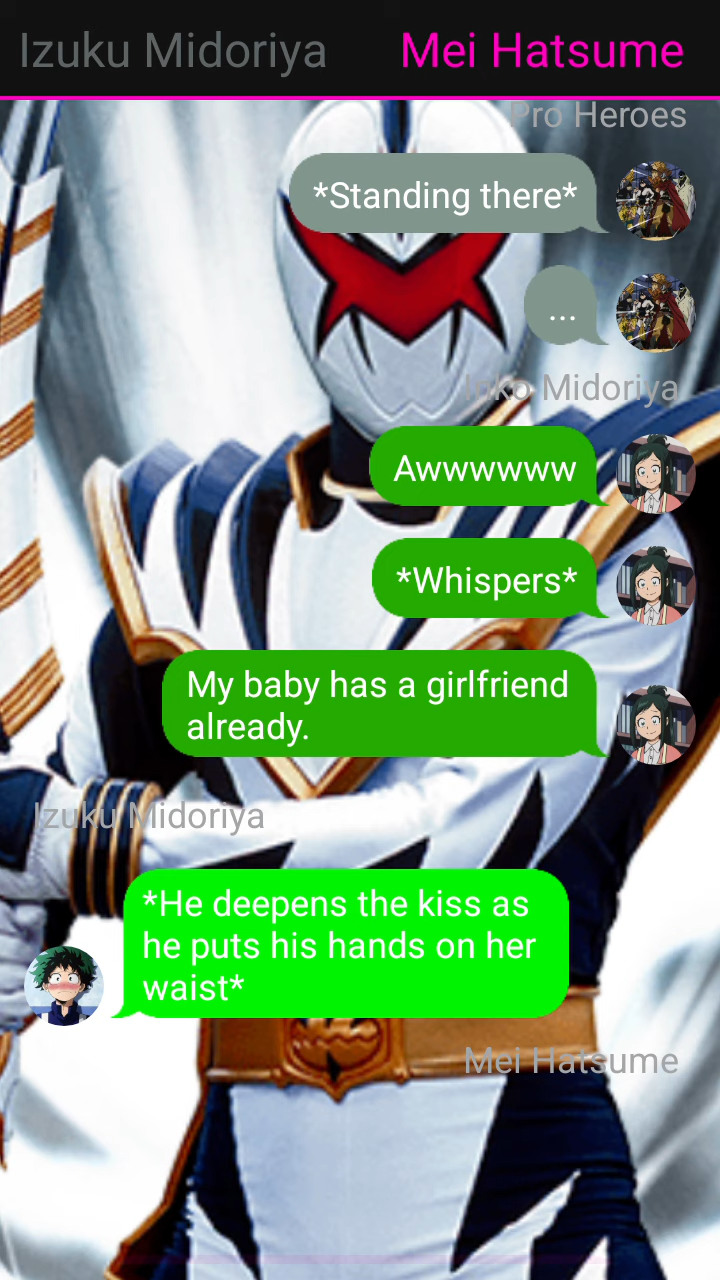 Izuku Midoriya Mei Hatsume
Pro Heroes
*Standing there*
...
Inko Midoriya
Awwwwww
*Whispers*
My baby has a girlfriend
already.
Izuku Midoriya
*He deepens the kiss as
he puts his hands on her
waist*
Mei Hatsume